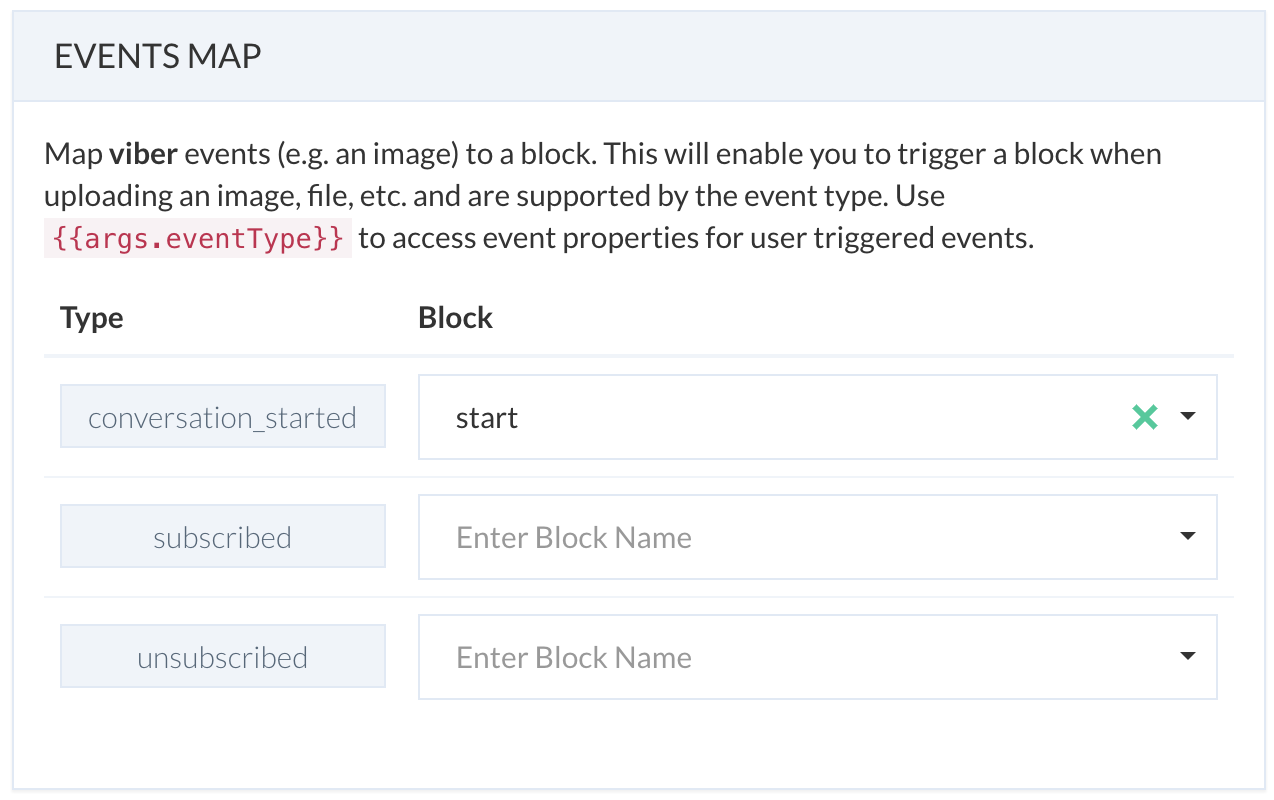 EVENTS MAP
Map viber events (e.g. an image) to a block. This will enable you to trigger a block when
uploading an image, file, etc. and are supported by the event type. Use
{{args.eventType}} to access event properties for user triggered events.
Type Block
conversation_started start
subscribed Enter Block Name
unsubscribed Enter Block Name